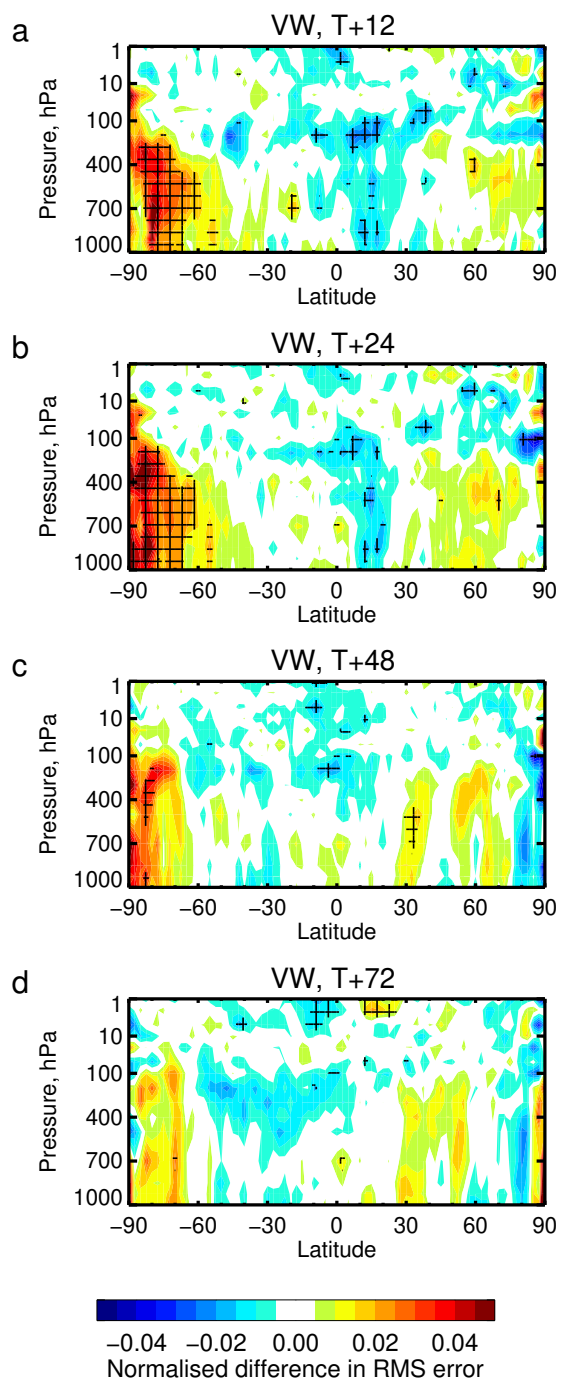 a
VW, T+12
Pressure, hPa
1
10
100
400
700
1000
−90 −60 −30 0 30 60 90
Latitude
b
VW, T+24
Pressure, hPa
1
10
100
400
700
1000
−90 −60 −30 0 30 60 90
Latitude
c
VW, T+48
Pressure, hPa
1
10
100
400
700
1000
−90 −60 −30 0 30 60 90
Latitude
d
VW, T+72
Pressure, hPa
1
10
100
400
700
1000
−90 −60 −30 0 30 60 90
Latitude
−0.04 −0.02 0.00 0.02 0.04
Normalised difference in RMS error